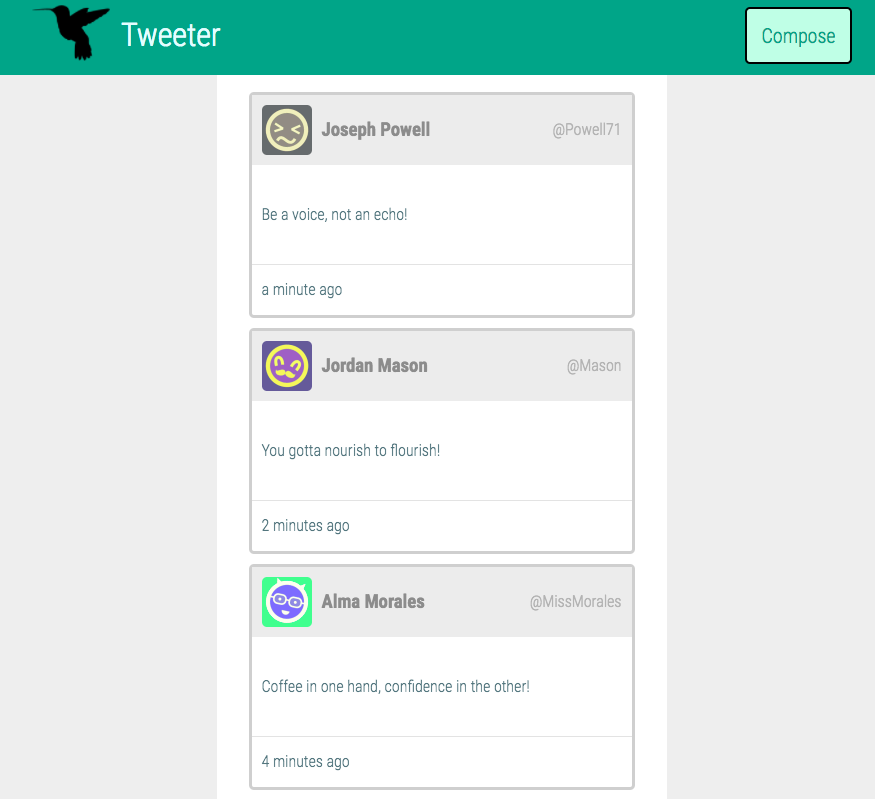 Tweeter
Compose
Joseph Powell
@Powell71
Be a voice, not an echo!
a minute ago
Jordan Mason
@Mason
You gotta nourish to flourish!
2 minutes ago
Alma Morales
@MissMorales
Coffee in one hand, confidence in the other!
4 minutes ago